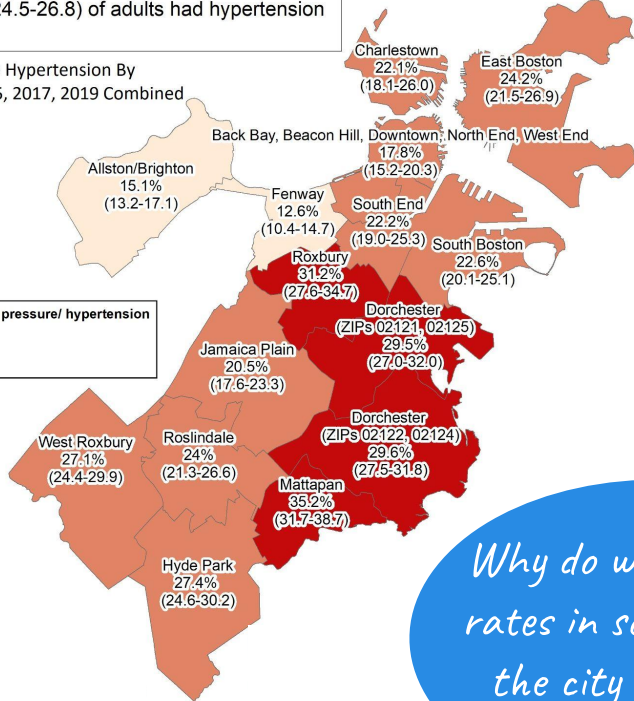 24.5-26.8) of adults had hypertension
Hypertension By
5, 2017, 2019 Combined
Charlestown
22.1%
(18.1-26.0)
East Boston
24.2%
(21.5-26.9)
Back Bay, Beacon Hill, Downtown, North End, West End
17.8%
(15.2-20.3)
Allston/Brighton
15.1%
(13.2-17.1)
Fenway
12.6%
(10.4-14.7)
South End
22.2%
(19.0-25.3)
South Boston
22.6%
(20.1-25.1)
Roxbury
31.2%
(27.6-34.7)
pressure/ hypertension
Dorchester
(ZIPs 02121, 02125)
29.5%
(27.0-32.0)
Jamaica Plain
20.5%
(17.6-23.3)
Dorchester
(ZIPs 02122, 02124)
29.6%
(27.5-31.8)
West Roxbury
27.1%
(24.4-29.9)
Roslindale
24%
(21.3-26.6)
Mattapan
35.2%
(31.7-38.7)
Hyde Park
27.4%
(24.6-30.2)
Why do w
rates in s
the city